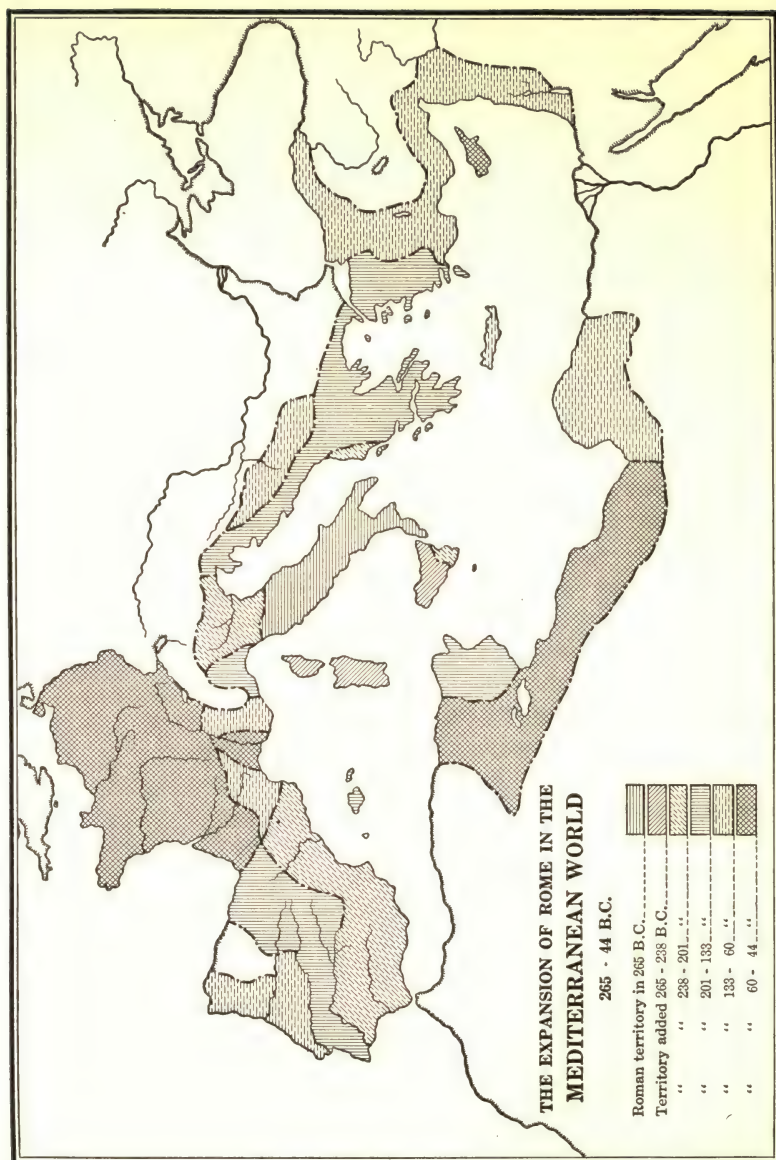 THE EXPANSION OF ROME IN THE
MEDITERRANEAN WORLD
265 - 44 B.C.
Roman territory in 265 B.C.
Territory added 265 - 238 B.C.
“ “ 238 - 201 “
“ “ 201 - 133 “
“ “ 133 - 60 “
“ “ 60 - 44 “